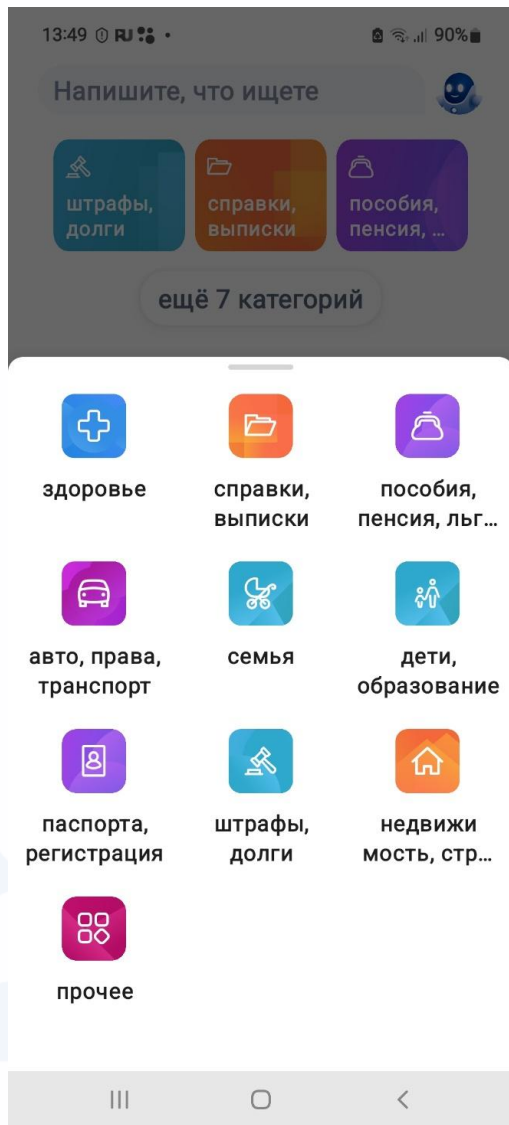 13:49
90%
Напишите, что ищете
штрафы,
долги
справки,
выписки
пособия,
пенсия, ...
ещё 7 категорий
здоровье
справки,
выписки
пособия,
пенсия, льг...
авто, права,
транспорт
семья
дети,
образование
паспорта,
регистрация
штрафы,
долги
недвижи
мость, стр...
прочее